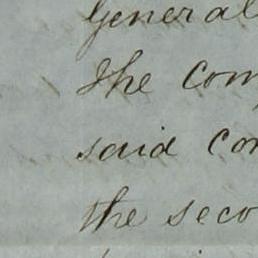 General
The com
said con
the seco